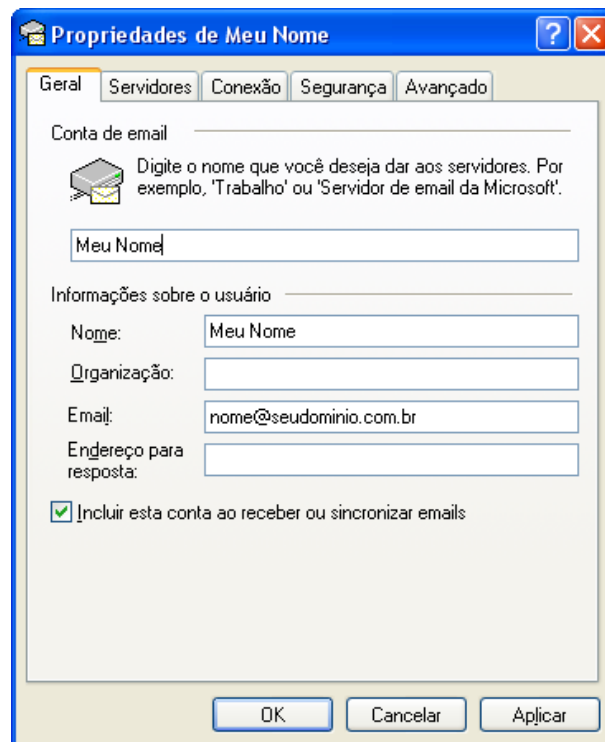 Propriedades de Meu Nome
Geral Servidores Conexão Segurança Avançado
Conta de email
Digite o nome que você deseja dar aos servidores. Por
exemplo, 'Trabalho' ou 'Servidor de email da Microsoft'.
Meu Nome
Informações sobre o usuário
Nome: Meu Nome
Organização:
Email: nome@seudominio.com.br
Endereço para
resposta:
Incluir esta conta ao receber ou sincronizar emails
OK Cancelar Aplicar